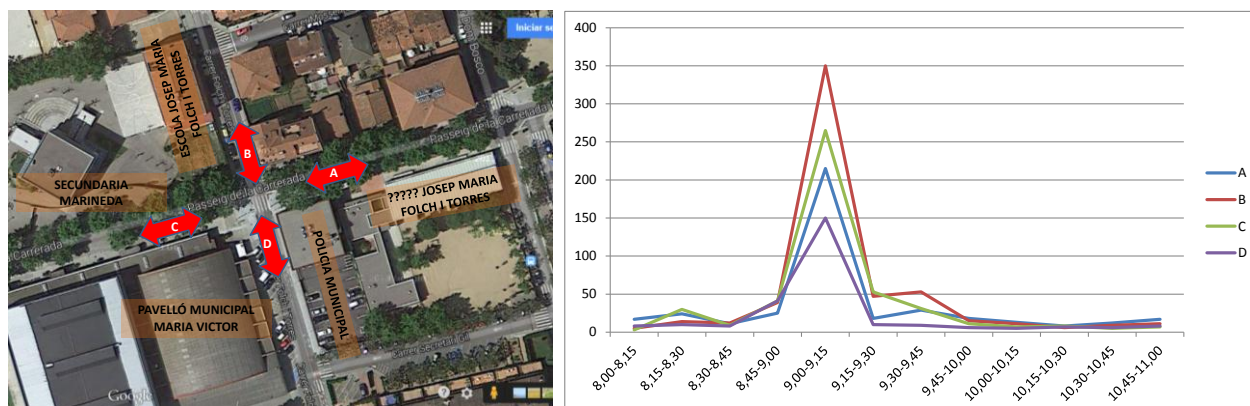 Iniciar se
ESCOLA JOSEP MARIA
FOLCH I TORRES
B
Passeig de la Carrerada
A
SECUNDARIA
MARINEDA
Passeig de la Carrerada
????? JOSEP MARIA
FOLCH I TORRES
C
D
POLICIA MUNICIPAL
PAVELLÓ MUNICIPAL
MARIA VICTOR
Carrer Secretari Gil
Google
400
350
300
250
200
150
100
50
0
8,00-8,15
8,15-8,30
8,30-8,45
8,45-9,00
9,00-9,15
9,15-9,30
9,30-9,45
9,45-10,00
10,00-10,15
10,15-10,30
10,30-10,45
10,45-11,00
A
B
C
D